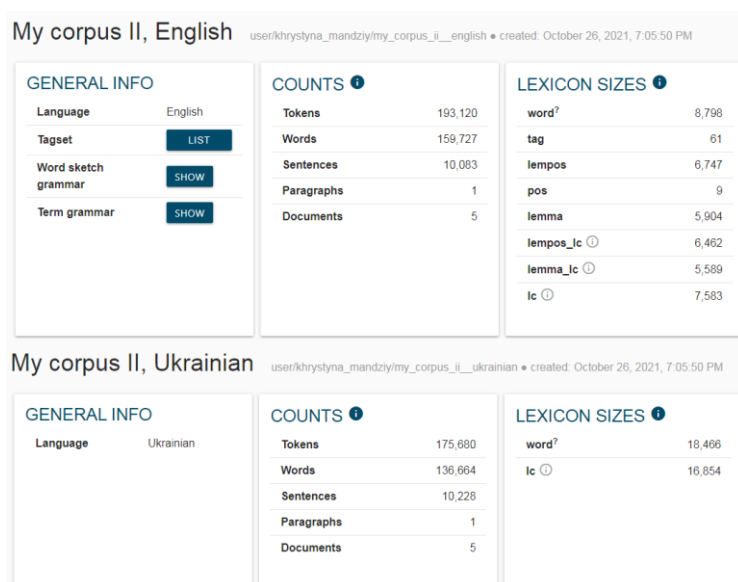 My corpus II, English user/khrystyna_mandziy/my_corpus_ii__english ● created: October 26, 2021, 7:05:50 PM
GENERAL INFO
Language English
Tagset LIST
Word sketch
grammar SHOW
Term grammar SHOW
COUNTS
Tokens 193,120
Words 159,727
Sentences 10,083
Paragraphs 1
Documents 5
LEXICON SIZES
word? 8,798
tag 61
lempos 6,747
pos 9
lemma 5,904
lempos_lc 6,462
lemma_lc 5,589
lc 7,583
My corpus II, Ukrainian user/khrystyna_mandziy/my_corpus_ii__ukrainian ● created: October 26, 2021, 7:05:50 PM
GENERAL INFO
Language Ukrainian
COUNTS
Tokens 175,680
Words 136,664
Sentences 10,228
Paragraphs 1
Documents 5
LEXICON SIZES
word? 18,466
lc 16,854